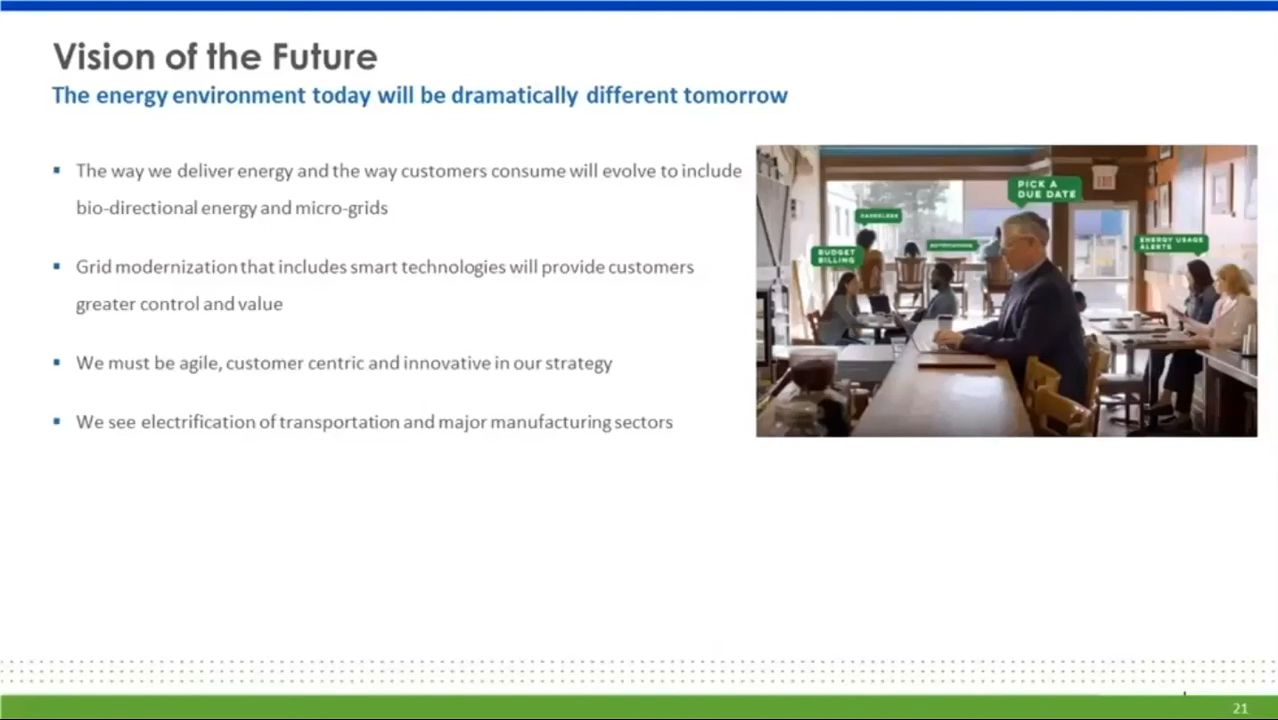 Vision of the Future
The energy environment today will be dramatically different tomorrow
▪ The way we deliver energy and the way customers consume will evolve to include
bio-directional energy and micro-grids
▪ Grid modernization that includes smart technologies will provide customers
greater control and value
▪ We must be agile, customer centric and innovative in our strategy
▪ We see electrification of transportation and major manufacturing sectors
PICK A
DUE DATE
EXIT
BUDGET
BILLING
ENERGY USAGE
ALERTS
21